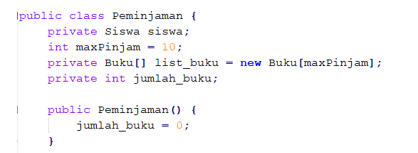 public class Peminjaman {
    private Siswa siswa;
    int maxPinjam = 10;
    private Buku[] list_buku = new Buku[maxPinjam];
    private int jumlah_buku;

    public Peminjaman() {
        jumlah_buku = 0;
    }